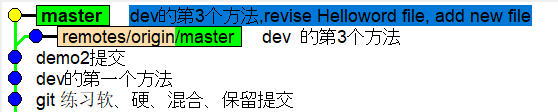 master dev的第3个方法,revise Helloword file, add new file
remotes/origin/master dev 的第3个方法
demo2提交
dev的第一个方法
git 练习软、硬、混合、保留提交